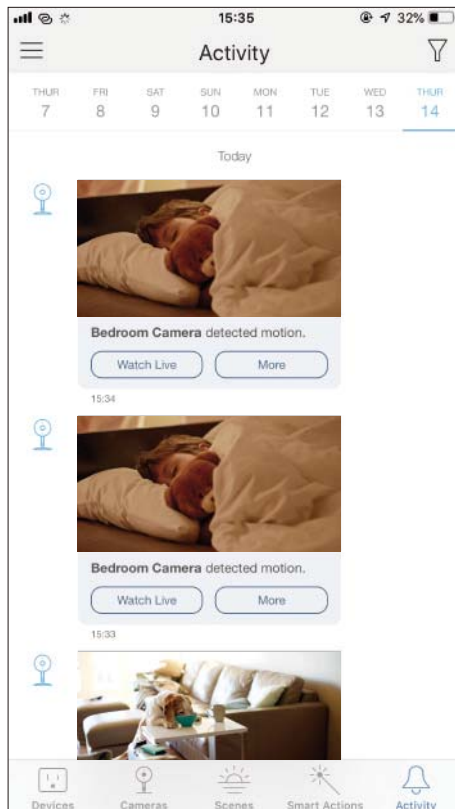 15:35
32%
Activity
THUR FRI SAT SUN MON TUE WED THUR
7 8 9 10 11 12 13 14
Today
Bedroom Camera detected motion.
Watch Live More
15:34
Bedroom Camera detected motion.
Watch Live More
15:33
Devices Cameras Scenes Smart Actions Activity